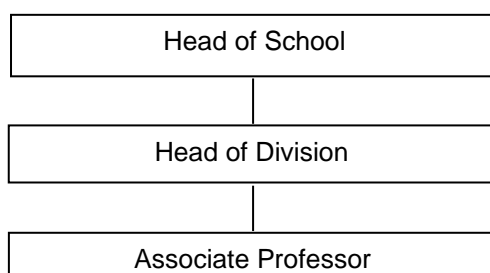 Head of School
Head of Division
Associate Professor